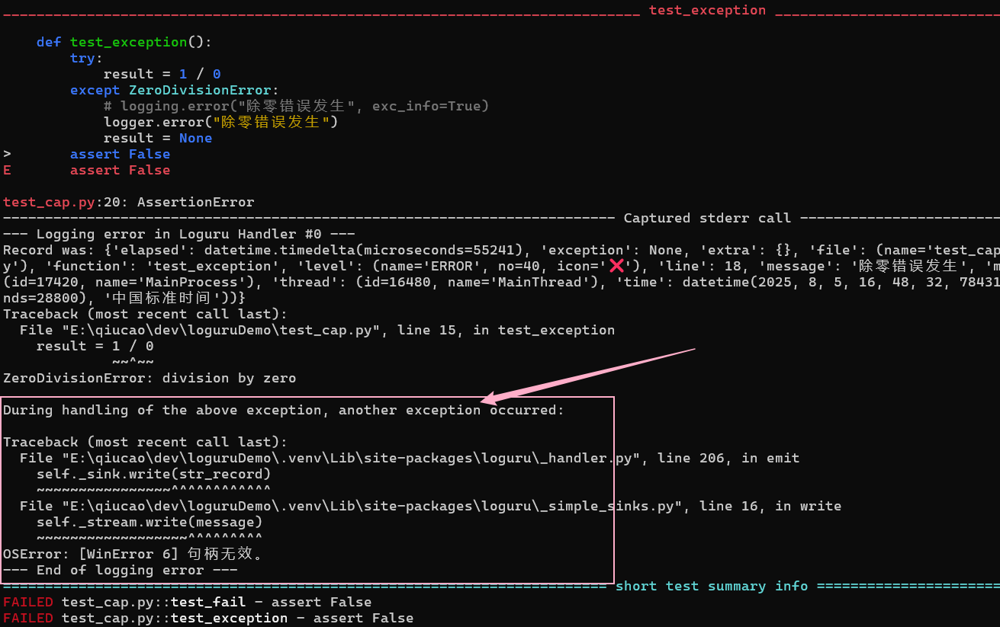 test_exception
def test_exception():
try:
result = 1 / 0
except ZeroDivisionError:
# logging.error("除零错误发生", exc_info=True)
logger.error("除零错误发生")
result = None
> assert False
E assert False
test_cap.py:20: AssertionError
Captured stderr call
--- Logging error in Loguru Handler #0 ---
Record was: {'elapsed': datetime.timedelta(microseconds=55241), 'exception': None, 'extra': {}, 'file': (name='test_cap
y'), 'function': 'test_exception', 'level': (name='ERROR', no=40, icon='❌'), 'line': 18, 'message': '除零错误发生', 'm
(id=17420, name='MainProcess'), 'thread': (id=16480, name='MainThread'), 'time': datetime(2025, 8, 5, 16, 48, 32, 78431
nds=28800), '中国标准时间'))}
Traceback (most recent call last):
File "E:\qiucao\dev\loguruDemo\test_cap.py", line 15, in test_exception
result = 1 / 0
~~^~~
ZeroDivisionError: division by zero
During handling of the above exception, another exception occurred:
Traceback (most recent call last):
File "E:\qiucao\dev\loguruDemo\.venv\Lib\site-packages\loguru\_handler.py", line 206, in emit
self._sink.write(str_record)
~~~~~~~~~~~~~~~~^^^^^^^^^^^^
File "E:\qiucao\dev\loguruDemo\.venv\Lib\site-packages\loguru\_simple_sinks.py", line 16, in write
self._stream.write(message)
~~~~~~~~~~~~~~~~~~^^^^^^^^^
OSError: [WinError 6] 句柄无效。
--- End of logging error ---
short test summary info
FAILED test_cap.py::test_fail - assert False
FAILED test_cap.py::test_exception - assert False